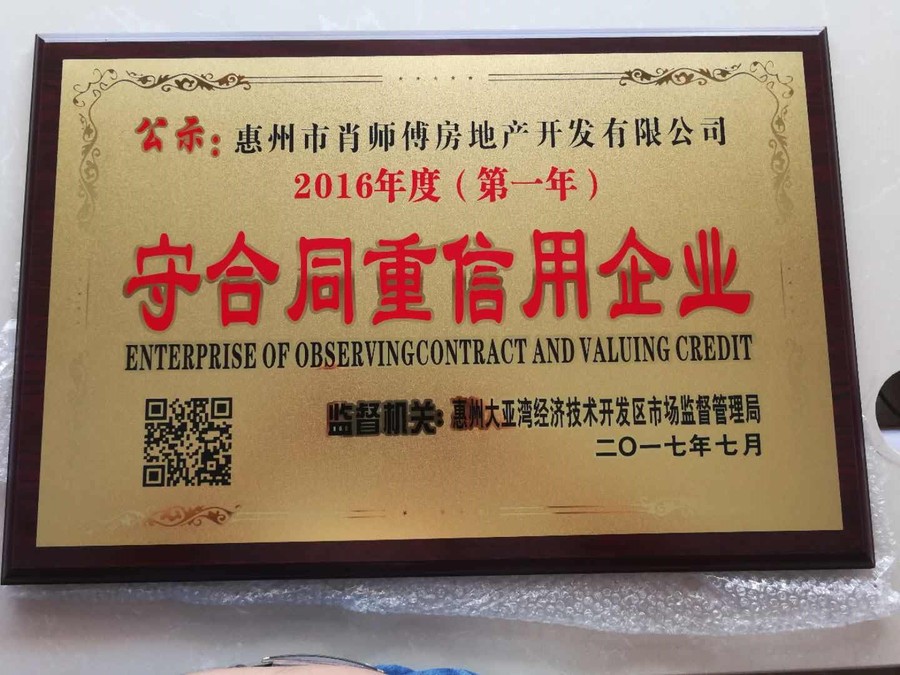 公示：惠州市肖师傅房地产开发有限公司
2016年度（第一年）
守合同重信用企业
ENTERPRISE OF OBSERVINGCONTRACT AND VALUING CREDIT
监督机关：惠州大亚湾经济技术开发区市场监督管理局
二〇一七年七月